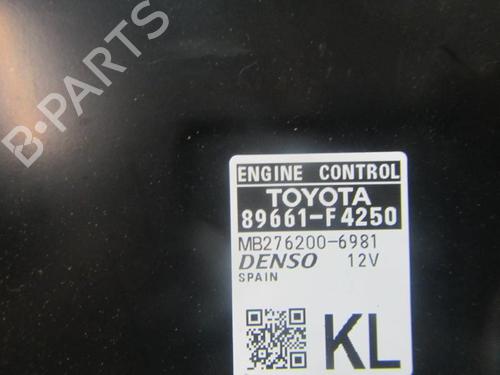 B-PARTS
ENGINE CONTROL
TOYOTA
89661-F4250
MB276200-6981
DENSO 12V
SPAIN
KL